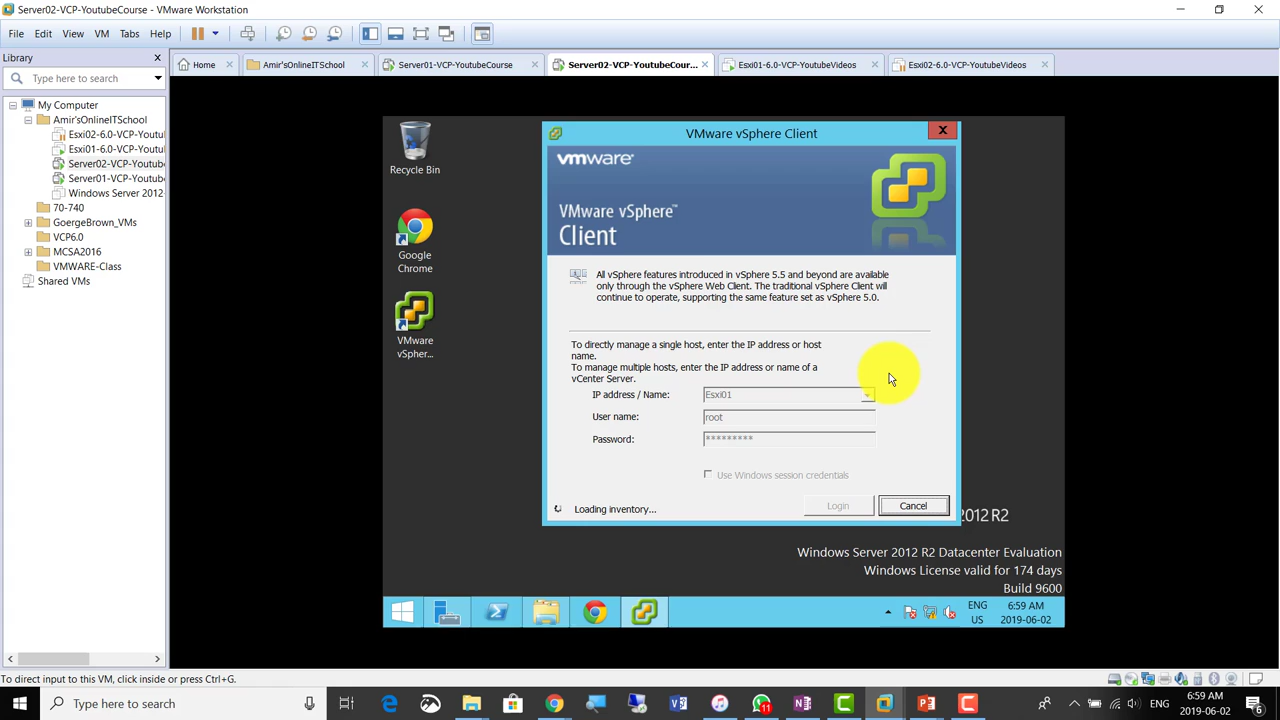 Server02-VCP-YoutubeCourse - VMware Workstation
File Edit View VM Tabs Help
Library
Type here to search
Home
Amir'sOnlineITSchool
Server01-VCP-YoutubeCourse
Server02-VCP-YoutubeCour...
Esxi01-6.0-VCP-YoutubeVideos
Esxi02-6.0-VCP-YoutubeVideos
My Computer
Amir'sOnlineITSchool
Esxi02-6.0-VCP-Youtub
Esxi01-6.0-VCP-Youtub
Server02-VCP-Youtube
Server01-VCP-Youtube
Windows Server 2012
70-740
GoergeBrown_VMs
VCP6.0
MCSA2016
VMWARE-Class
Shared VMs
Recycle Bin
Google
Chrome
VMware
vSpher...
VMware vSphere Client
vmware
VMware vSphere™
Client
All vSphere features introduced in vSphere 5.5 and beyond are available
only through the vSphere Web Client. The traditional vSphere Client will
continue to operate, supporting the same feature set as vSphere 5.0.
To directly manage a single host, enter the IP address or host
name.
To manage multiple hosts, enter the IP address or name of a
vCenter Server.
IP address / Name: Esxi01
User name: root
Password: *********
Use Windows session credentials
Loading inventory...
Login
Cancel
2012 R2
Windows Server 2012 R2 Datacenter Evaluation
Windows License valid for 174 days
Build 9600
ENG
US
6:59 AM
2019-06-02
To direct input to this VM, click inside or press Ctrl+G.
Type here to search
11
6:59 AM
2019-06-02
6